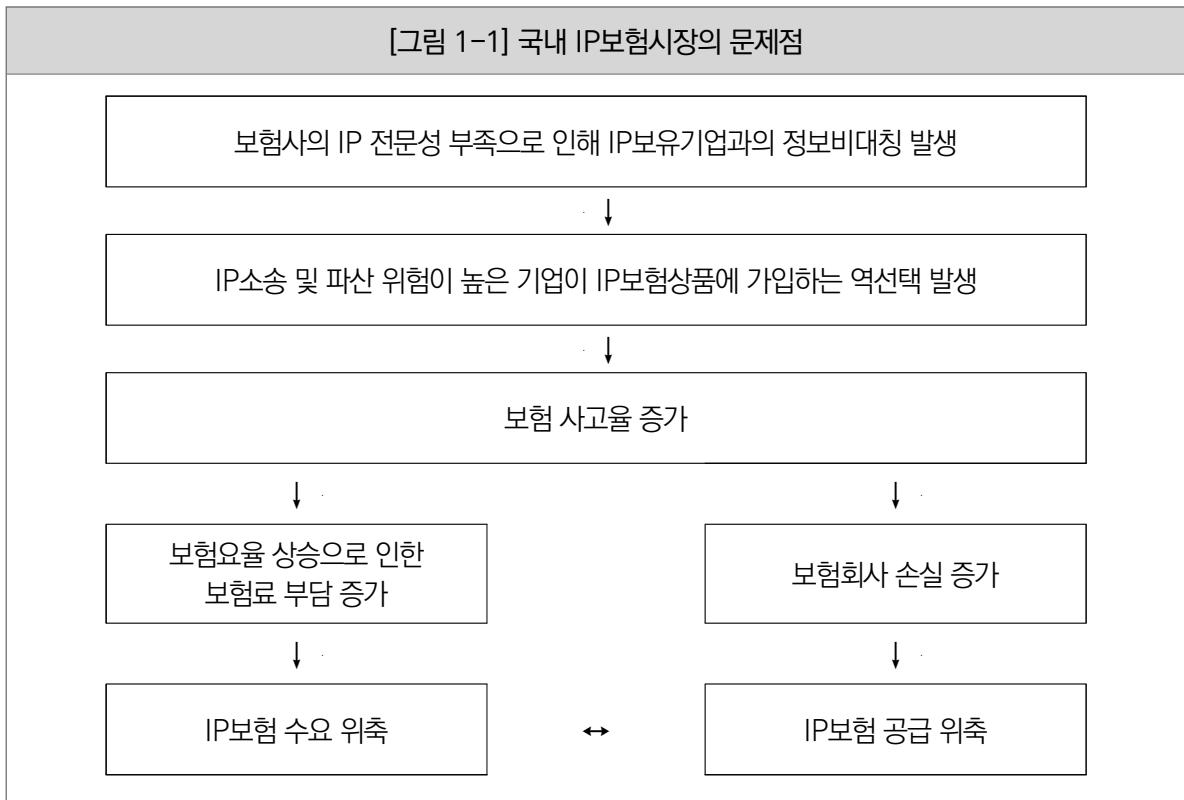 [그림 1-1] 국내 IP보험시장의 문제점
보험사의 IP 전문성 부족으로 인해 IP보유기업과의 정보비대칭 발생
↓
IP소송 및 파산 위험이 높은 기업이 IP보험상품에 가입하는 역선택 발생
↓
보험 사고율 증가
↓ ↓
보험요율 상승으로 인한
보험료 부담 증가
보험회사 손실 증가
↓ ↓
IP보험 수요 위축 ↔ IP보험 공급 위축